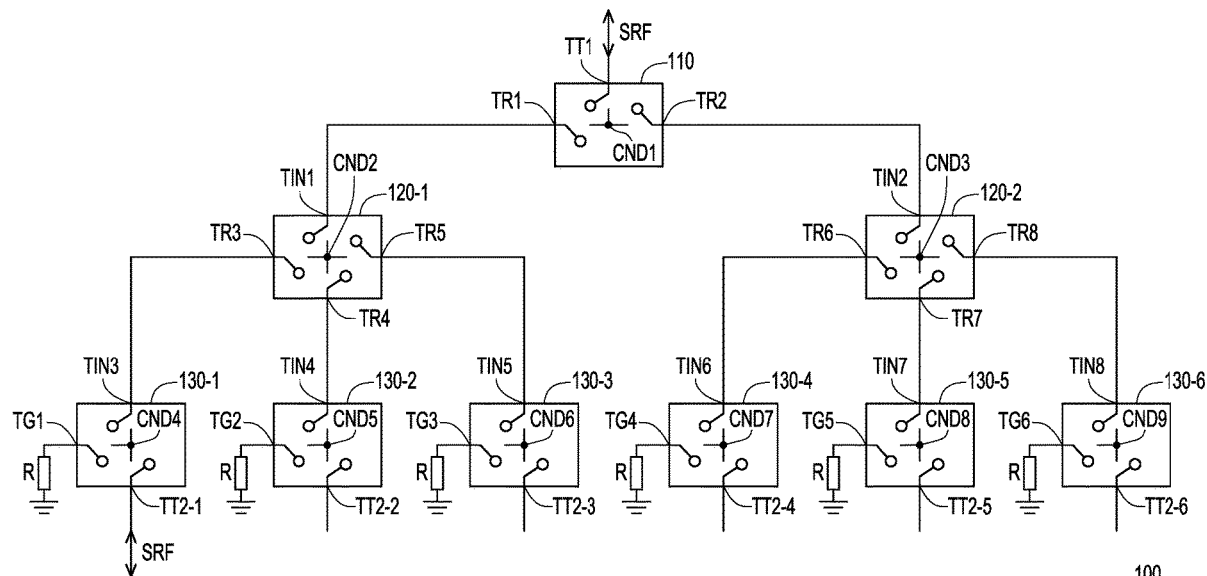 SRF
TT1
110
TR1
TR2
CND1
CND2
CND3
TIN1
120-1
TIN2
120-2
TR3
TR5
TR6
TR8
TR4
TR7
TIN3
130-1
TIN4
130-2
TIN5
130-3
TIN6
130-4
TIN7
130-5
TIN8
130-6
TG1
CND4
TG2
CND5
TG3
CND6
TG4
CND7
TG5
CND8
TG6
CND9
R
R
R
R
R
R
TT2-1
TT2-2
TT2-3
TT2-4
TT2-5
TT2-6
SRF
100